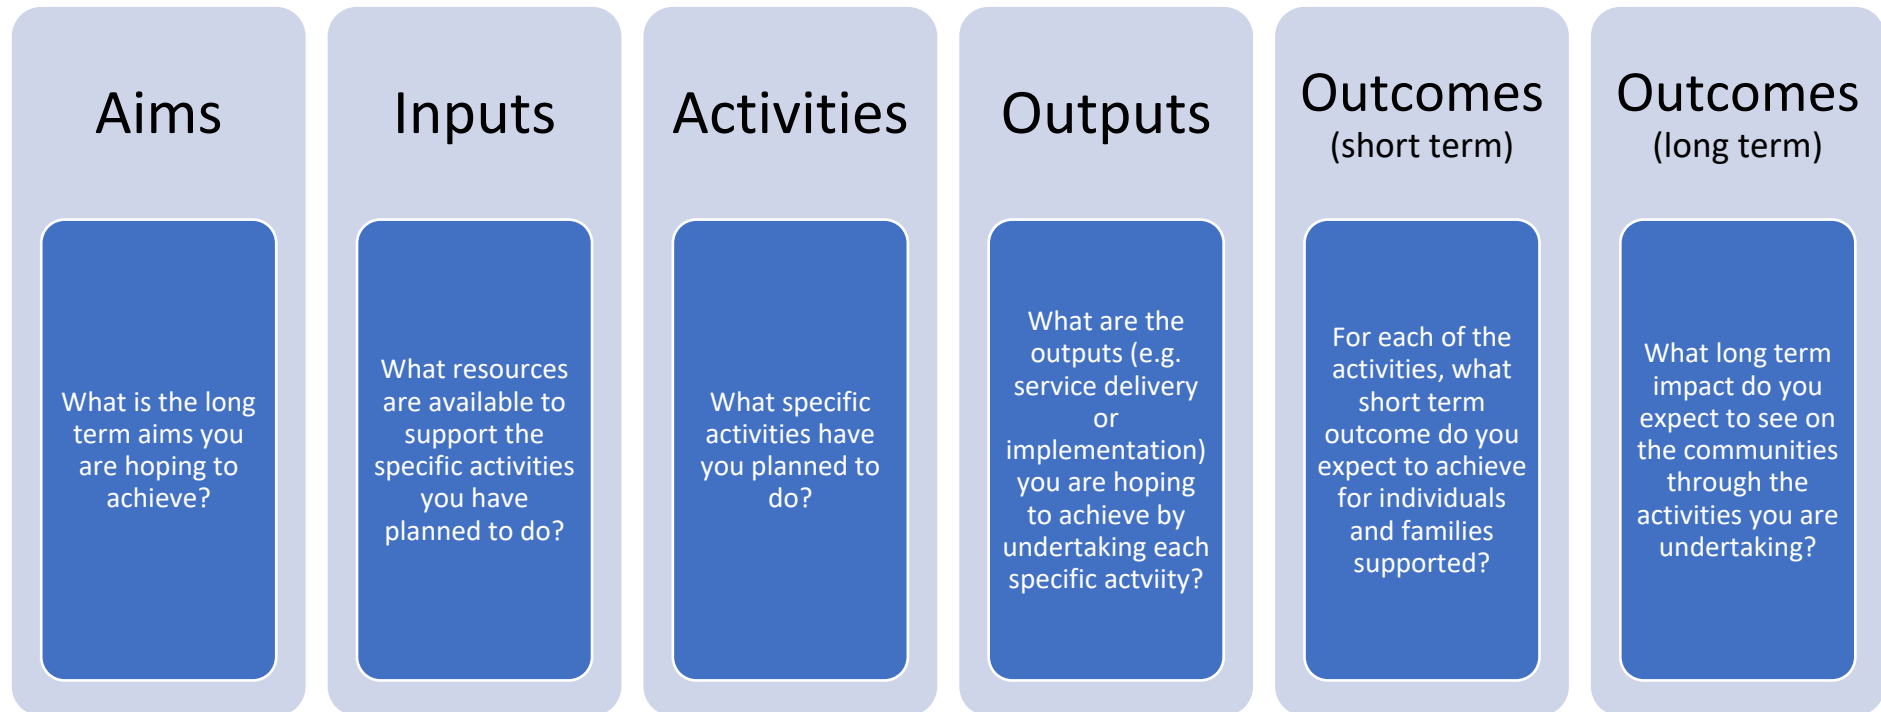 Aims
What is the long
term aims you
are hoping to
achieve?
Inputs
What resources
are available to
support the
specific activities
you have
planned to do?
Activities
What specific
activities have
you planned to
do?
Outputs
What are the
outputs (e.g.
service delivery
or
implementation)
you are hoping
to achieve by
undertaking each
specific actviity?
Outcomes
(short term)
For each of the
activities, what
short term
outcome do you
expect to achieve
for individuals
and families
supported?
Outcomes
(long term)
What long term
impact do you
expect to see on
the communities
through the
activities you are
undertaking?